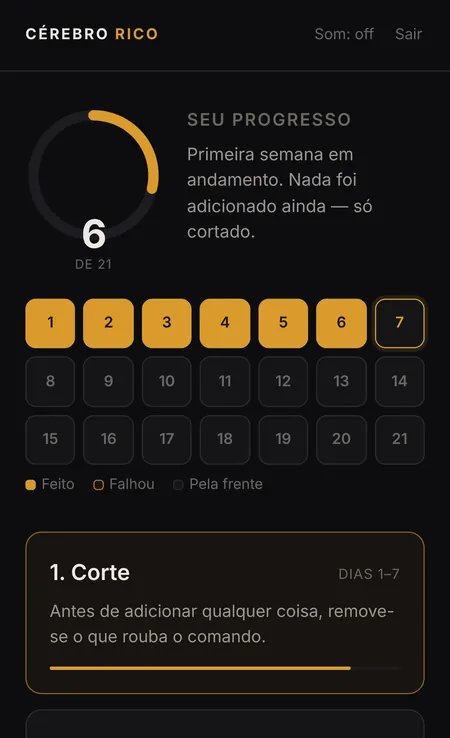 CÉREBRO RICO
Som: off Sair
SEU PROGRESSO
Primeira semana em
andamento. Nada foi
adicionado ainda — só
cortado.
6
DE 21
1 2 3 4 5 6 7
8 9 10 11 12 13 14
15 16 17 18 19 20 21
Feito Falhou Pela frente
1. Corte DIAS 1–7
Antes de adicionar qualquer coisa, remove-
se o que rouba o comando.